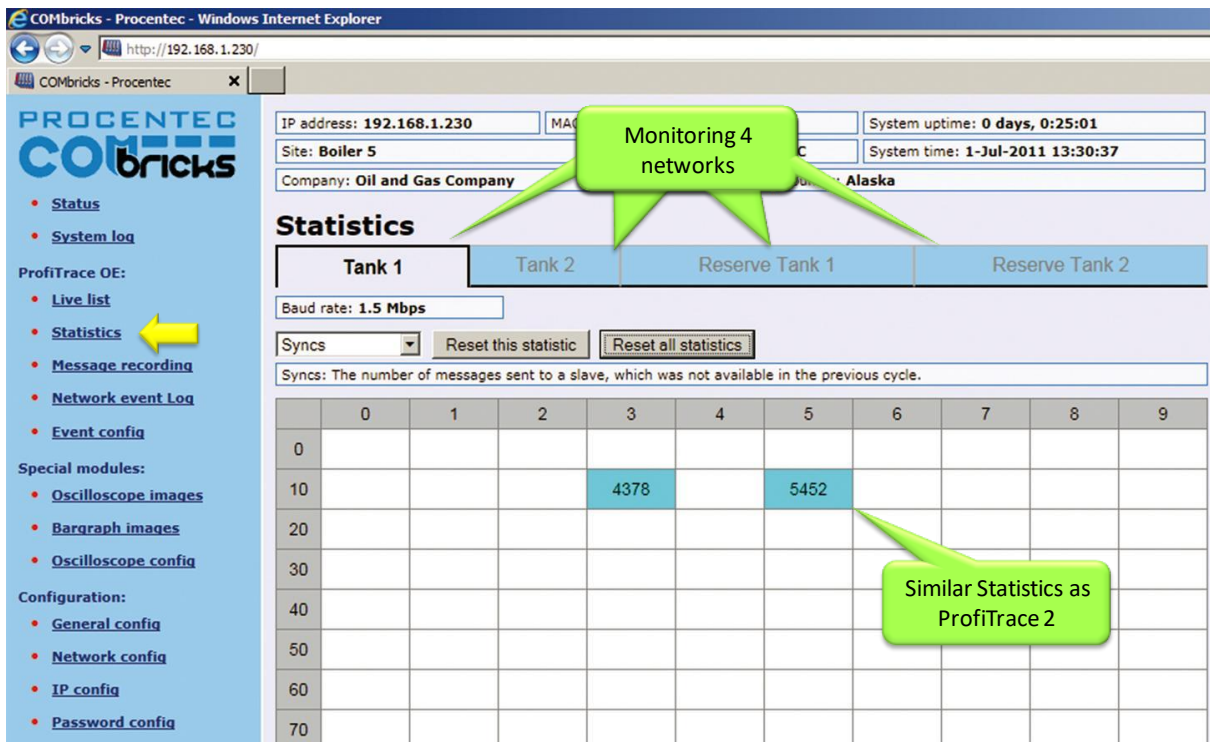 COMbricks - Procentec - Windows Internet Explorer
http://192.168.1.230/
COMbricks - Procentec X
PROCENTEC
COMbricks
Status
System log
ProfiTrace OE:
Live list
Statistics
Message recording
Network event Log
Event config
Special modules:
Oscilloscope images
Bargraph images
Oscilloscope config
Configuration:
General config
Network config
IP config
Password config
IP address: 192.168.1.230 MAC System uptime: 0 days, 0:25:01
Site: Boiler 5 C System time: 1-Jul-2011 13:30:37
Company: Oil and Gas Company Alaska
Monitoring 4
networks
Statistics
Tank 1 Tank 2 Reserve Tank 1 Reserve Tank 2
Baud rate: 1.5 Mbps
Syncs Reset this statistic Reset all statistics
Syncs: The number of messages sent to a slave, which was not available in the previous cycle.
0 1 2 3 4 5 6 7 8 9
0
10 4378 5452
20
30
40
50
60
70
Similar Statistics as
ProfiTrace 2